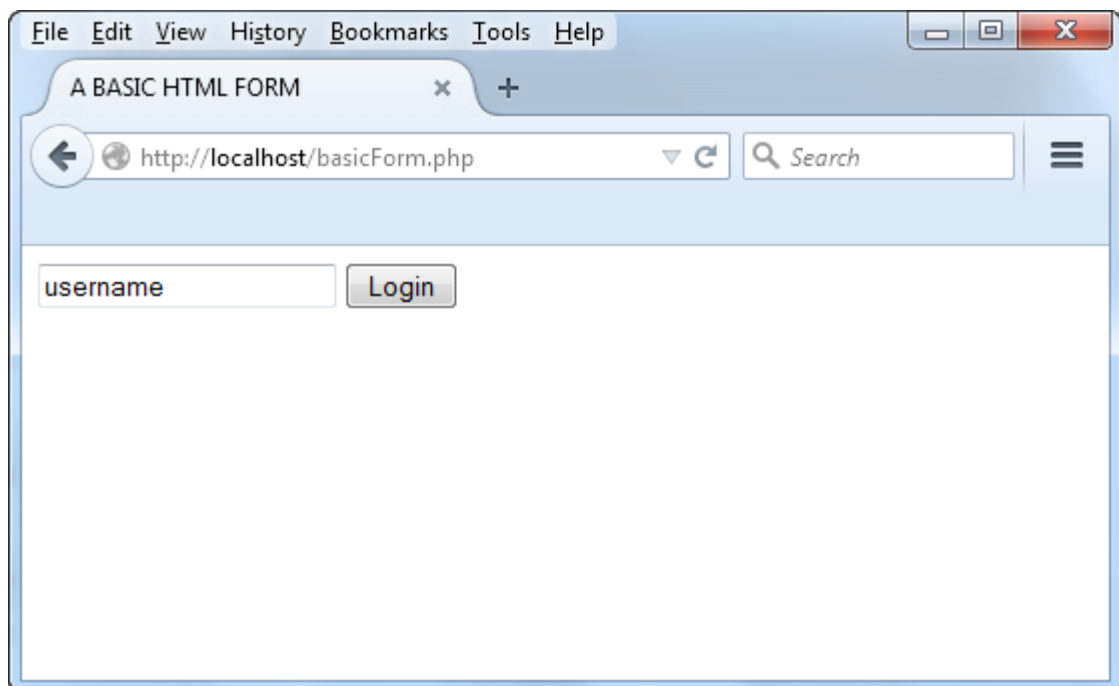 File Edit View History Bookmarks Tools Help
A BASIC HTML FORM
http://localhost/basicForm.php Search
username Login